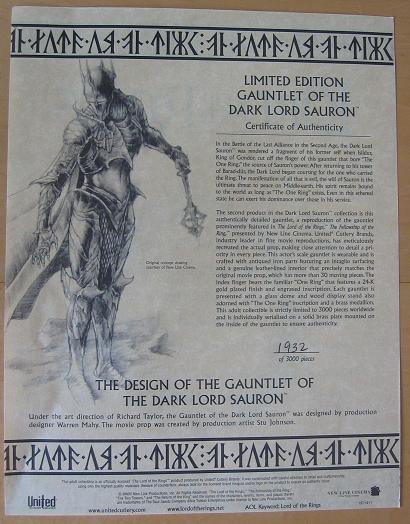 LIMITED EDITION
GAUNTLET OF THE
DARK LORD SAURON™
Certificate of Authenticity
In the Battle of the Last Alliance in the Second Age, the Dark Lord
Sauron™ was rendered a fragment of his former self when Isildur,
King of Gondor, cut off the finger of this gauntlet that bore "The
One Ring," the source of Sauron's power. After returning to his tower
of Barad-dûr, the Dark Lord began courting for the one who carried
the Ring. The manifestation of all that is evil, the will of Sauron is the
ultimate threat to peace on Middle-earth. His spirit remains bound
to the world as long as "The One Ring" exists. Even in this ethereal
state he can exert his dominance over those in his service.
The second product in the Dark Lord Sauron™ collection is this
authentically detailed gauntlet, a reproduction of the gauntlet
prominently featured in The Lord of the Rings: The Fellowship of the
Ring™ presented by New Line Cinema. United® Cutlery Brands,
industry leader in fine movie reproductions, has meticulously
recreated the actual prop, making close attention to detail a pri-
ority in every piece. This actor's scale gauntlet is wearable and is
crafted with antiqued iron parts featuring an intaglio surfacing
and a genuine leather-lined interior that precisely matches the
original movie prop, which has more than 30 moving pieces. The
Index finger bears the familiar "One Ring" that features a 24-K
gold plated finish and engraved inscription. Each gauntlet is
presented with a glass dome and wood display stand also
adorned with "The One Ring" inscription and a brass medallion.
This adult collectible is strictly limited to 3000 pieces worldwide
and is individually serialised on a solid brass plate mounted on
the inside of the gauntlet to ensure authenticity.
Original concept drawing
courtesy of New Line Cinema.
1932
of 3000 pieces
THE DESIGN OF THE GAUNTLET OF
THE DARK LORD SAURON™
Under the art direction of Richard Taylor, the Gauntlet of the Dark Lord Sauron™ was designed by production
designer Warren Mahy. The movie prop was created by production artist Stu Johnson.
United
www.unitedcutlery.com
www.lordoftherings.net
AOL Keyword: Lord of the Rings
NEW LINE CINEMA